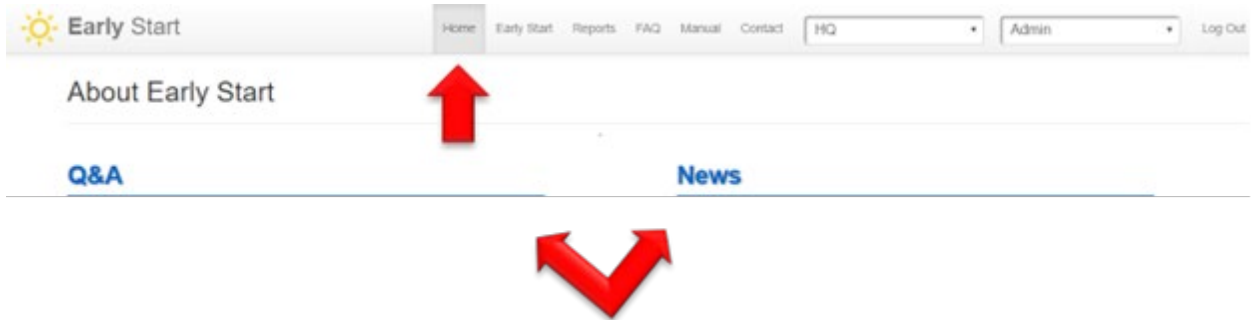 Early Start Home Early Start Reports FAQ Manual Contact HQ Admin Log Out
About Early Start
Q&A News